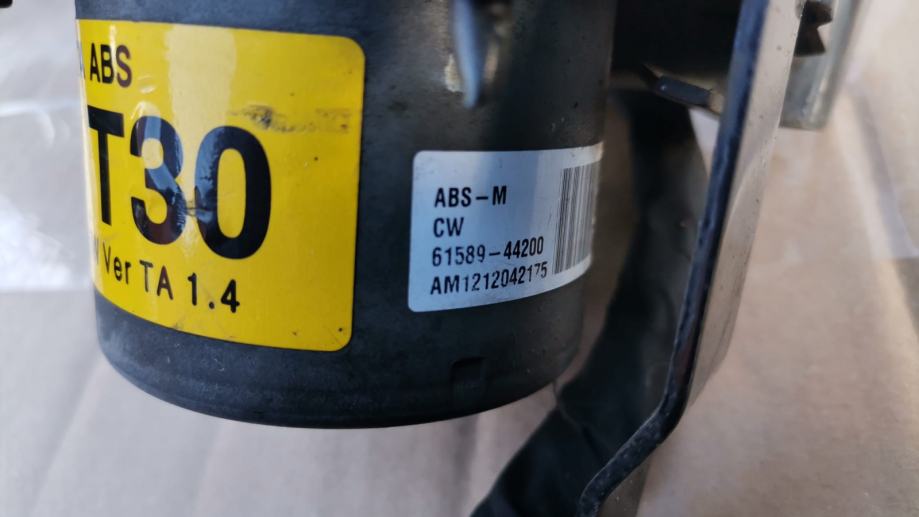 ABS
T30
Ver TA 1.4
ABS-M
CW
61589-44200
AM1212042175